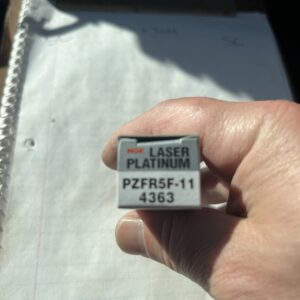 NGK LASER
PLATINUM
PZFR5F-11
4363